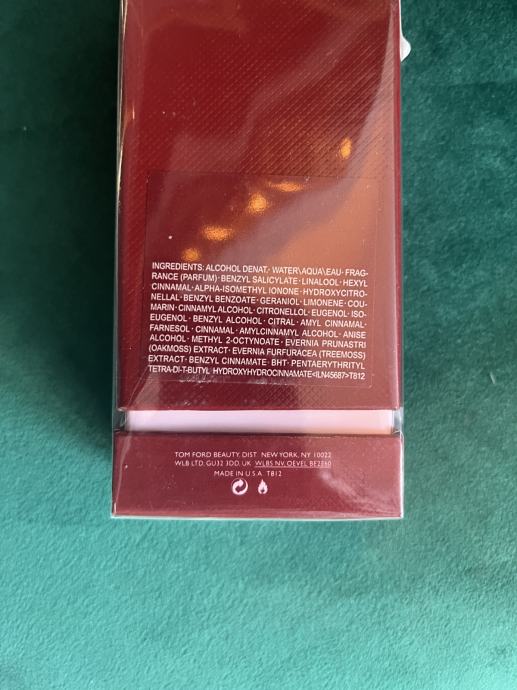 INGREDIENTS: ALCOHOL DENAT.· WATER\AQUA\EAU· FRAG-
RANCE (PARFUM)· BENZYL SALICYLATE· LINALOOL· HEXYL
CINNAMAL· ALPHA-ISOMETHYL IONONE· HYDROXYCITRO-
NELLAL· BENZYL BENZOATE· GERANIOL· LIMONENE· COU-
MARIN· CINNAMYL ALCOHOL· CITRONELLOL· EUGENOL· ISO-
EUGENOL· BENZYL ALCOHOL· CITRAL· AMYL CINNAMAL·
FARNESOL· CINNAMAL· AMYLCINNAMYL ALCOHOL· ANISE
ALCOHOL· METHYL 2-OCTYNOATE· EVERNIA PRUNASTRI
(OAKMOSS) EXTRACT· EVERNIA FURFURACEA (TREEMOSS)
EXTRACT· BENZYL CINNAMATE· BHT· PENTAERYTHRITYL
TETRA-DI-T-BUTYL HYDROXYHYDROCINNAMATE<ILN45687>T812
TOM FORD BEAUTY, DIST NEW YORK, NY 10022
WLB LTD, GU32 3DD, UK WLBS NV, OEVEL BE2260
MADE IN U.S.A. T812